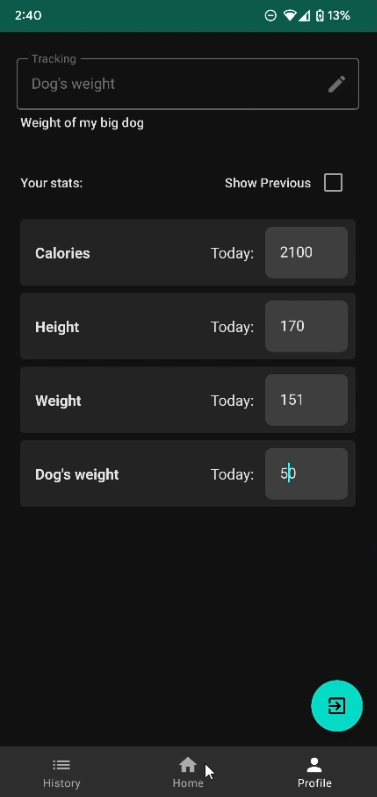 2:40 13%
Tracking
Dog's weight
Weight of my big dog
Your stats: Show Previous
Calories Today: 2100
Height Today: 170
Weight Today: 151
Dog's weight Today: 50
History Home Profile